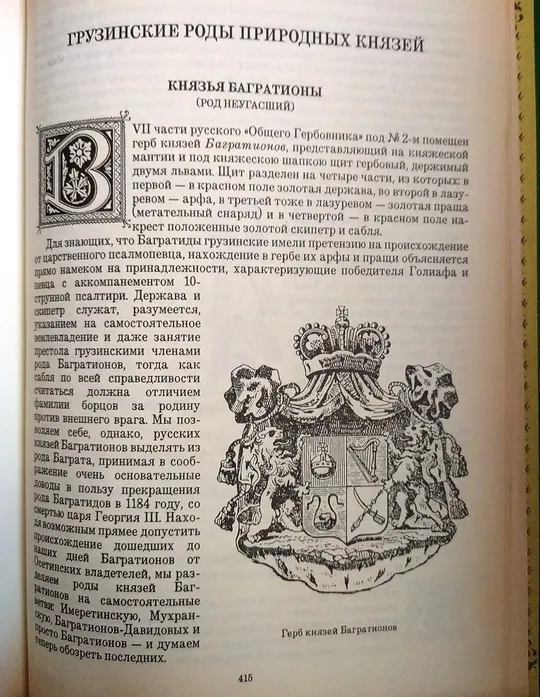 ГРУЗИНСКИЕ РОДЫ ПРИРОДНЫХ КНЯЗЕЙ
КНЯЗЬЯ БАГРАТИОНЫ
(РОД НЕУГАСШИЙ)
В VII части русского «Общего Гербовника» под № 2-м помещен
герб князей Багратионов, представляющий на княжеской
мантии и под княжескою шапкою щит гербовый, держимый
двумя львами. Щит разделен на четыре части, из которых: в
первой — в красном поле золотая держава, во второй в лазу-
ревом — арфа, в третьей тоже в лазуревом — золотая праща
(метательный снаряд) и в четвертой — в красном поле на-
крест положенные золотой скипетр и сабля.
Для знающих, что Багратиды грузинские имели претензию на происхождение
от царственного псалмопевца, нахождение в гербе их арфы и пращи объясняется
прямо намеком на принадлежности, характеризующие победителя Голиафа и
певца с аккомпанементом 10-
струнной псалтири. Держава и
скипетр служат, разумеется,
указанием на самостоятельное
землевладение и даже занятие
престола грузинскими членами
рода Багратионов, тогда как
сабля по всей справедливости
считаться должна отличием
фамилии борцов за родину
против внешнего врага. Мы поз-
воляем себе, однако, русских
князей Багратионов выделять из
рода Баграта, принимая в сооб-
ражение очень основательные
доводы в пользу прекращения
рода Багратидов в 1184 году, со
смертью царя Георгия III. Нахо-
дя возможным прямее допустить
происхождение дошедших до
наших дней Багратионов от
Осетинских владетелей, мы раз-
деляем роды князей Баг-
ратионов на самостоятельные
ветви: Имеретинскую, Мухран-
скую, Багратионов-Давидовых и
просто Багратионов — и думаем
теперь обозреть последних.
Герб князей Багратионов
415